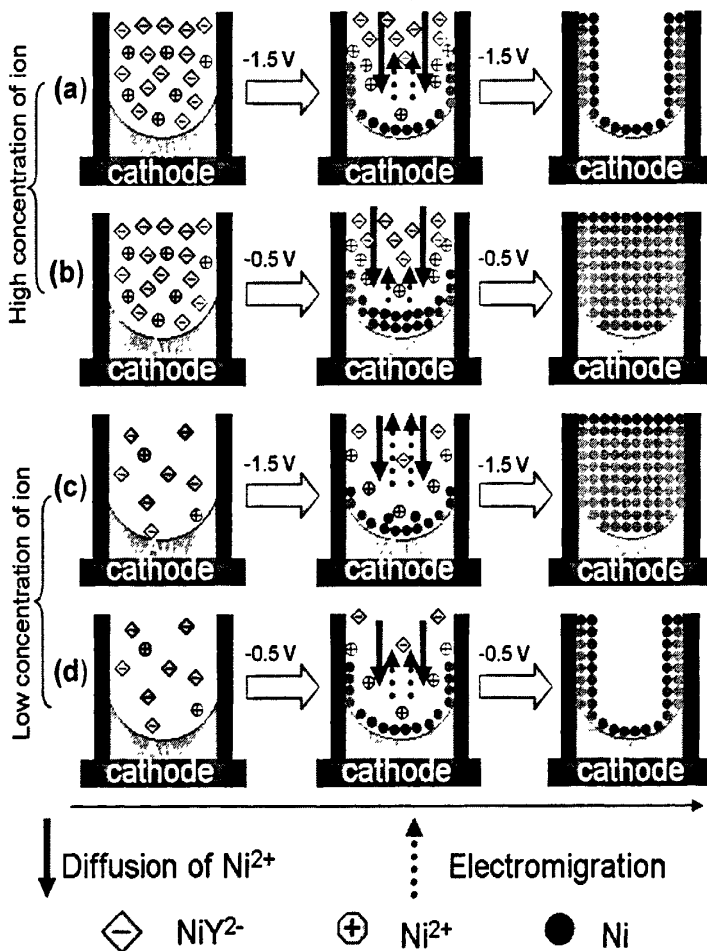 High concentration of ion
(a)
-1.5 V
-1.5 V
cathode
cathode
cathode
(b)
-0.5 V
-0.5 V
cathode
cathode
cathode
Low concentration of ion
(c)
-1.5 V
-1.5 V
cathode
cathode
cathode
(d)
-0.5 V
-0.5 V
cathode
cathode
cathode
Diffusion of Ni²⁺
Electromigration
NiY²⁻
Ni²⁺
Ni